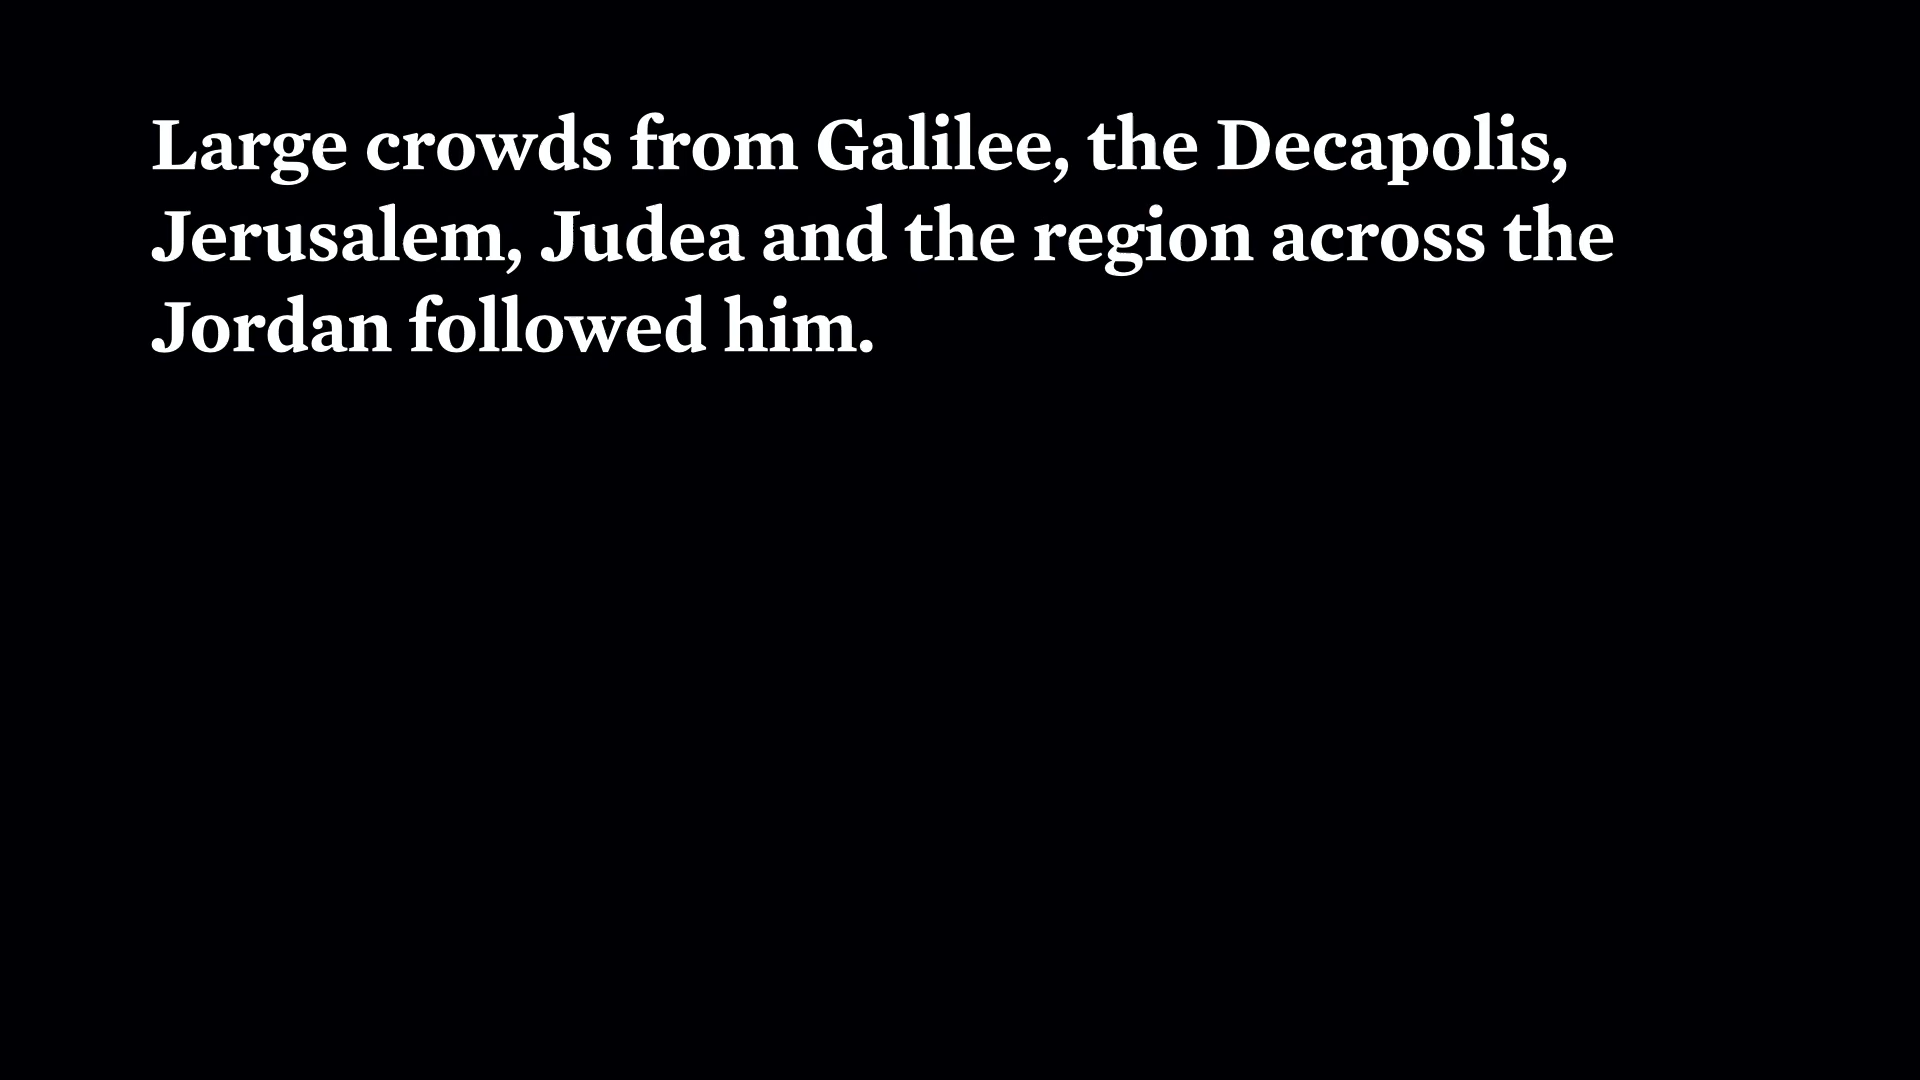 Large crowds from Galilee, the Decapolis,
Jerusalem, Judea and the region across the
Jordan followed him.